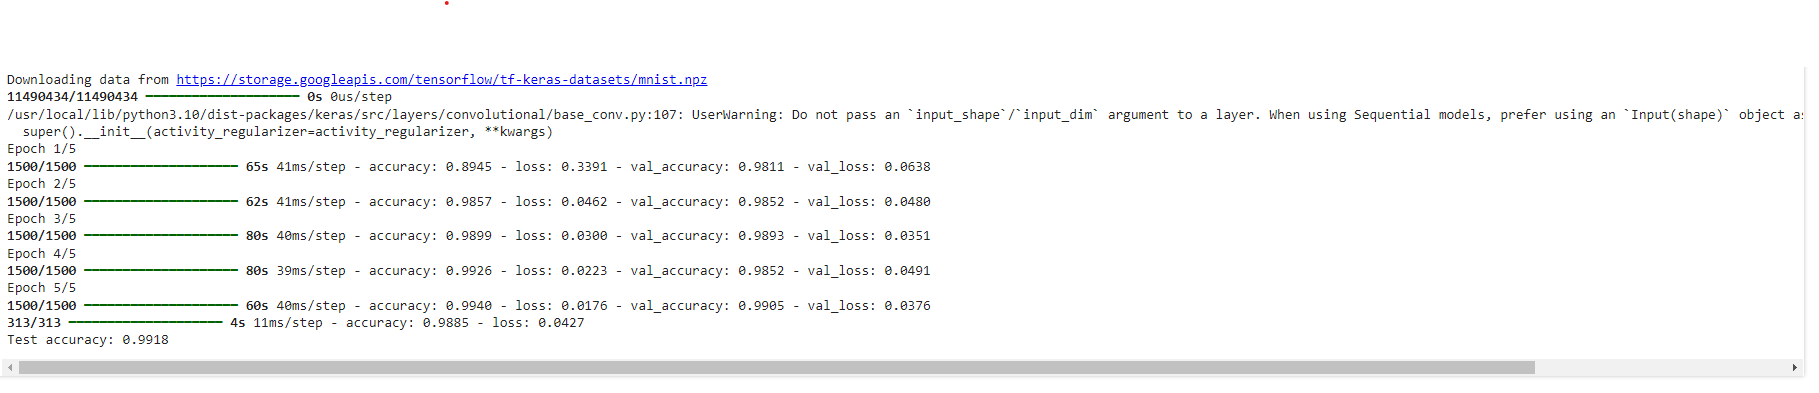 Downloading data from https://storage.googleapis.com/tensorflow/tf-keras-datasets/mnist.npz
11490434/11490434 ━━━━━━━━━━━━━━━━━━━━ 0s 0us/step
/usr/local/lib/python3.10/dist-packages/keras/src/layers/convolutional/base_conv.py:107: UserWarning: Do not pass an `input_shape`/`input_dim` argument to a layer. When using Sequential models, prefer using an `Input(shape)` object as
  super().__init__(activity_regularizer=activity_regularizer, **kwargs)
Epoch 1/5
1500/1500 ━━━━━━━━━━━━━━━━━━━━ 65s 41ms/step - accuracy: 0.8945 - loss: 0.3391 - val_accuracy: 0.9811 - val_loss: 0.0638
Epoch 2/5
1500/1500 ━━━━━━━━━━━━━━━━━━━━ 62s 41ms/step - accuracy: 0.9857 - loss: 0.0462 - val_accuracy: 0.9852 - val_loss: 0.0480
Epoch 3/5
1500/1500 ━━━━━━━━━━━━━━━━━━━━ 80s 40ms/step - accuracy: 0.9899 - loss: 0.0300 - val_accuracy: 0.9893 - val_loss: 0.0351
Epoch 4/5
1500/1500 ━━━━━━━━━━━━━━━━━━━━ 80s 39ms/step - accuracy: 0.9926 - loss: 0.0223 - val_accuracy: 0.9852 - val_loss: 0.0491
Epoch 5/5
1500/1500 ━━━━━━━━━━━━━━━━━━━━ 60s 40ms/step - accuracy: 0.9940 - loss: 0.0176 - val_accuracy: 0.9905 - val_loss: 0.0376
313/313 ━━━━━━━━━━━━━━━━━━━━ 4s 11ms/step - accuracy: 0.9885 - loss: 0.0427
Test accuracy: 0.9918